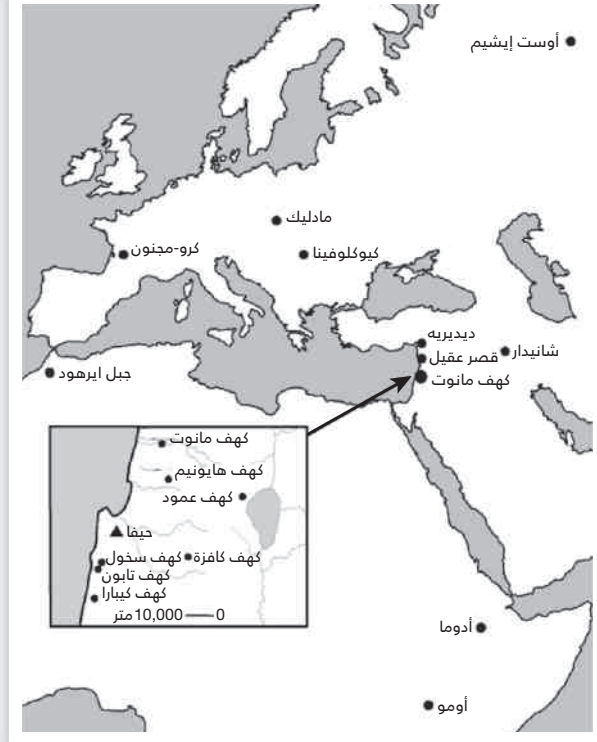 أوست إيشيم
مادليك
كرو-مجنون
كيوكلوفينا
ديديريه
قصر عقيل
شانيدار
كهف مانوت
جبل ايرهود
كهف مانوت
كهف هايونيم
كهف عمود
حيفا
كهف سخول
كهف كافزة
كهف تابون
كهف كيبارا
0 10,000 متر
أدوما
أومو